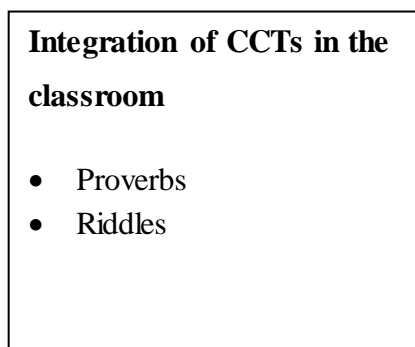 Integration of CCTs in the
classroom
• Proverbs
• Riddles